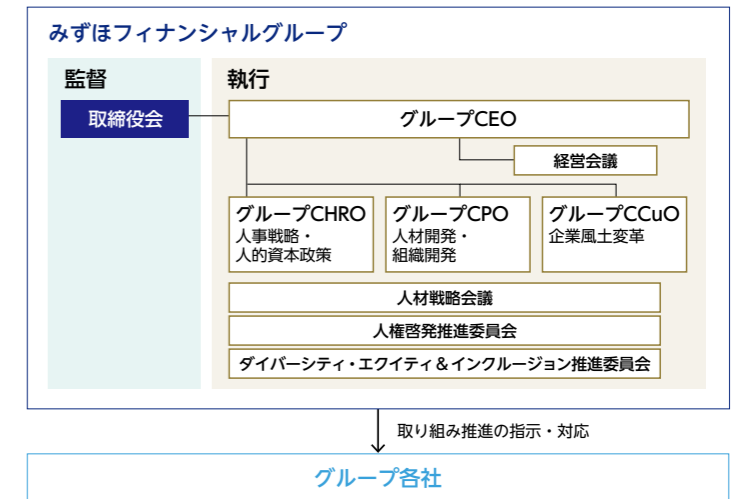 みずほフィナンシャルグループ
監督
執行
取締役会
グループCEO
経営会議
グループCHRO
人事戦略・
人的資本政策
グループCPO
人材開発・
組織開発
グループCCuO
企業風土変革
人材戦略会議
人権啓発推進委員会
ダイバーシティ・エクイティ&インクルージョン推進委員会
取り組み推進の指示・対応
グループ各社